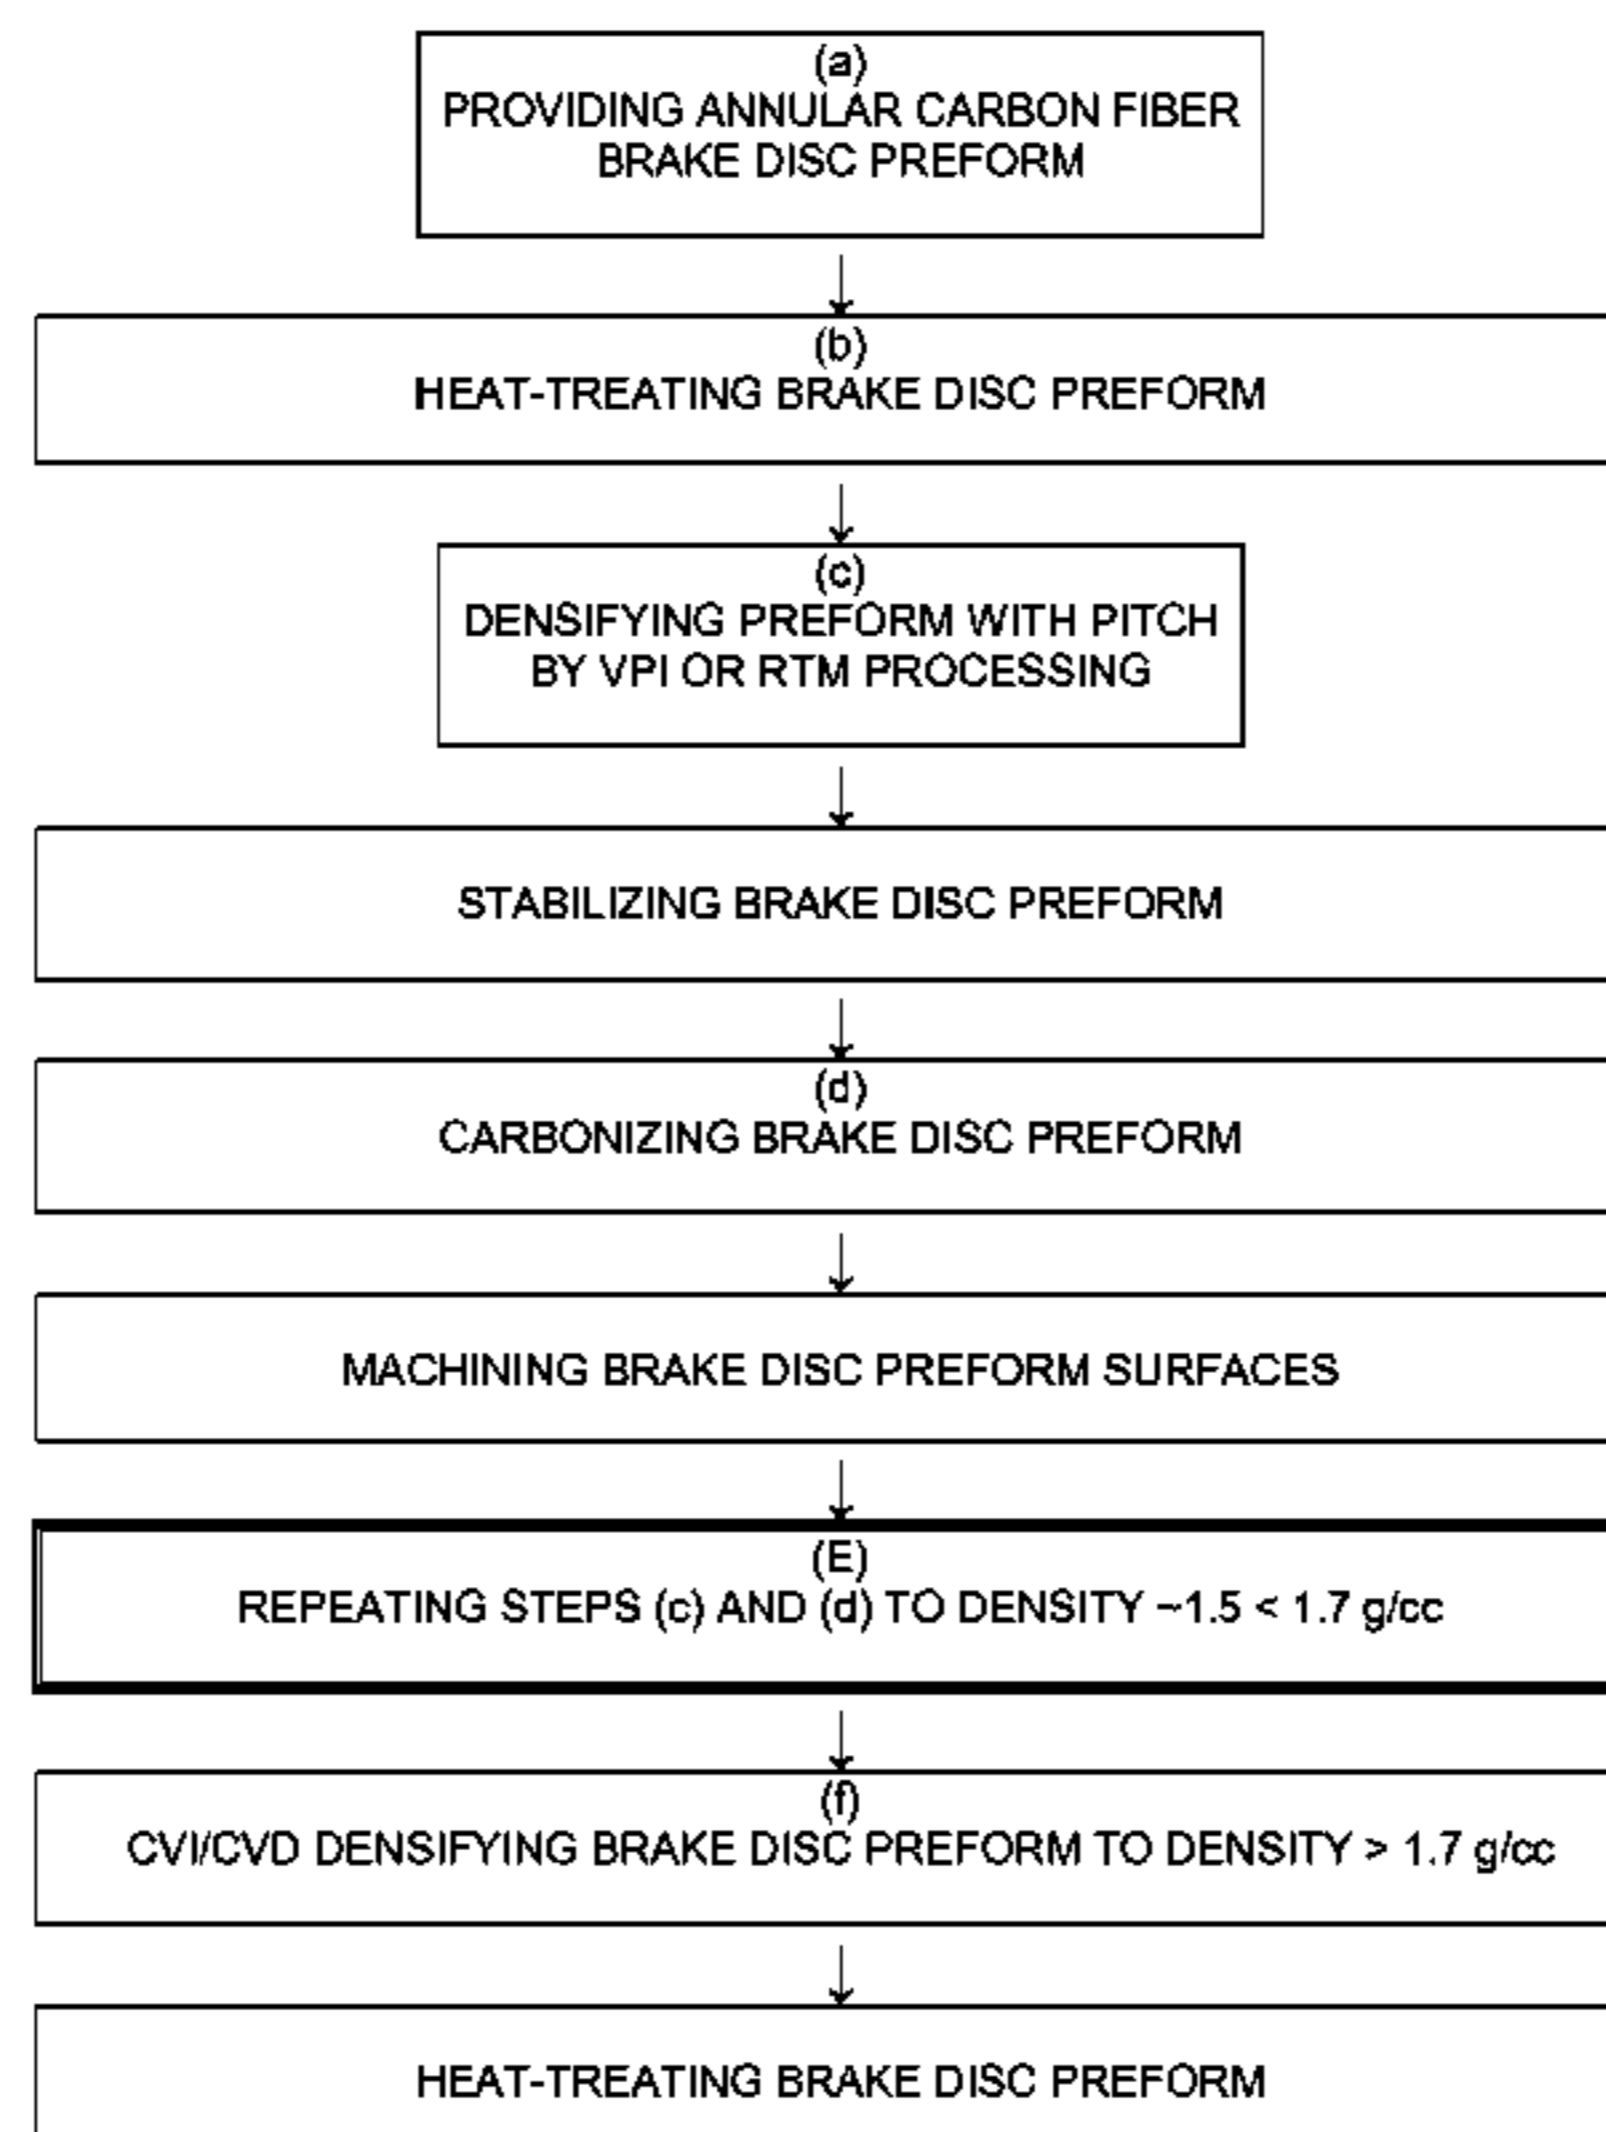 (a)
PROVIDING ANNULAR CARBON FIBER
BRAKE DISC PREFORM
(b)
HEAT-TREATING BRAKE DISC PREFORM
(c)
DENSIFYING PREFORM WITH PITCH
BY VPI OR RTM PROCESSING
STABILIZING BRAKE DISC PREFORM
(d)
CARBONIZING BRAKE DISC PREFORM
MACHINING BRAKE DISC PREFORM SURFACES
(E)
REPEATING STEPS (c) AND (d) TO DENSITY ~1.5 < 1.7 g/cc
(f)
CVI/CVD DENSIFYING BRAKE DISC PREFORM TO DENSITY > 1.7 g/cc
HEAT-TREATING BRAKE DISC PREFORM